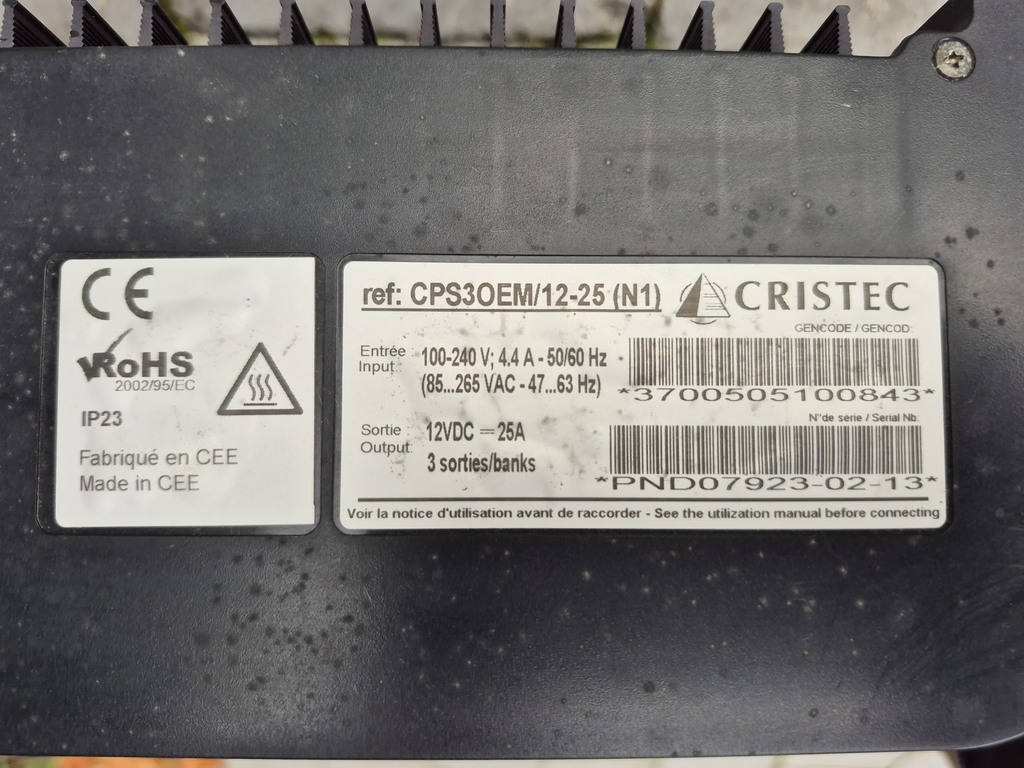 CE
RoHS
2002/95/EC
IP23
Fabriqué en CEE
Made in CEE
ref: CPS3OEM/12-25 (N1)
CRISTEC
GENCODE / GENCOD:
Entrée
Input:
100-240 V; 4.4 A - 50/60 Hz
(85...265 VAC - 47...63 Hz)
*3700505100843*
N°de série / Serial Nb:
Sortie
Output:
12VDC ⎓ 25A
3 sorties/banks
*PND07923-02-13*
Voir la notice d'utilisation avant de raccorder - See the utilization manual before connecting